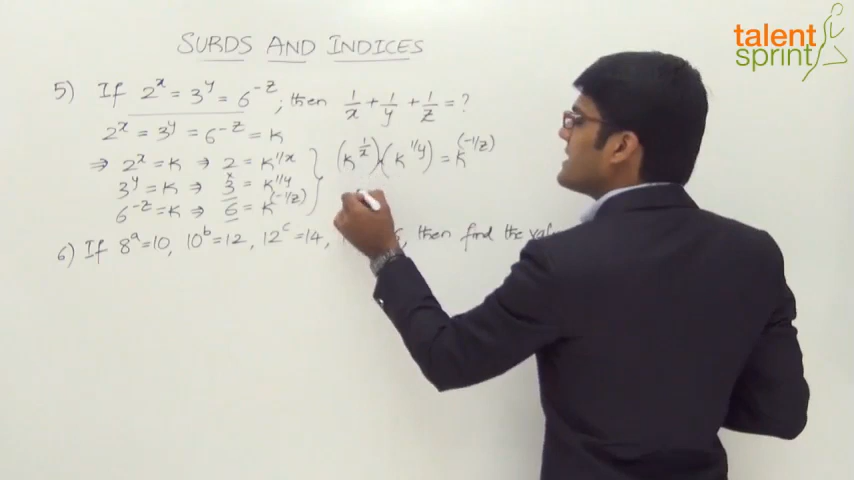 talent
sprint
SURDS AND INDICES
5) If 2^x = 3^y = 6^-z, then 1/x + 1/y + 1/z = ?
2^x = 3^y = 6^-z = K
⇒ 2^x = K ⇒ 2 = K^1/x
3^y = K ⇒ 3 = K^1/y
6^-z = K ⇒ 6 = K^(-1/z)
(K^1/x)(K^1/y) = K^(-1/z)
6) If 8^a = 10, 10^b = 12, 12^c = 14, then find the